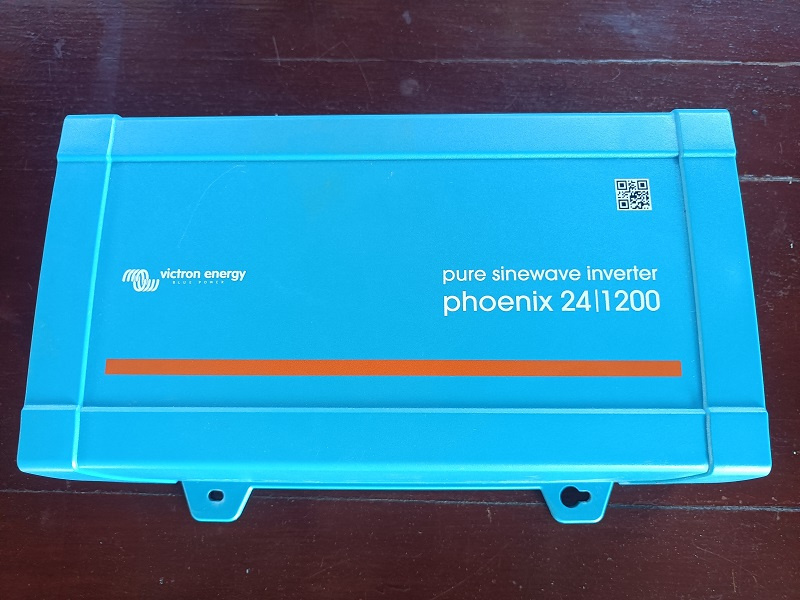 victron energy
BLUE POWER
pure sinewave inverter
phoenix 24|1200